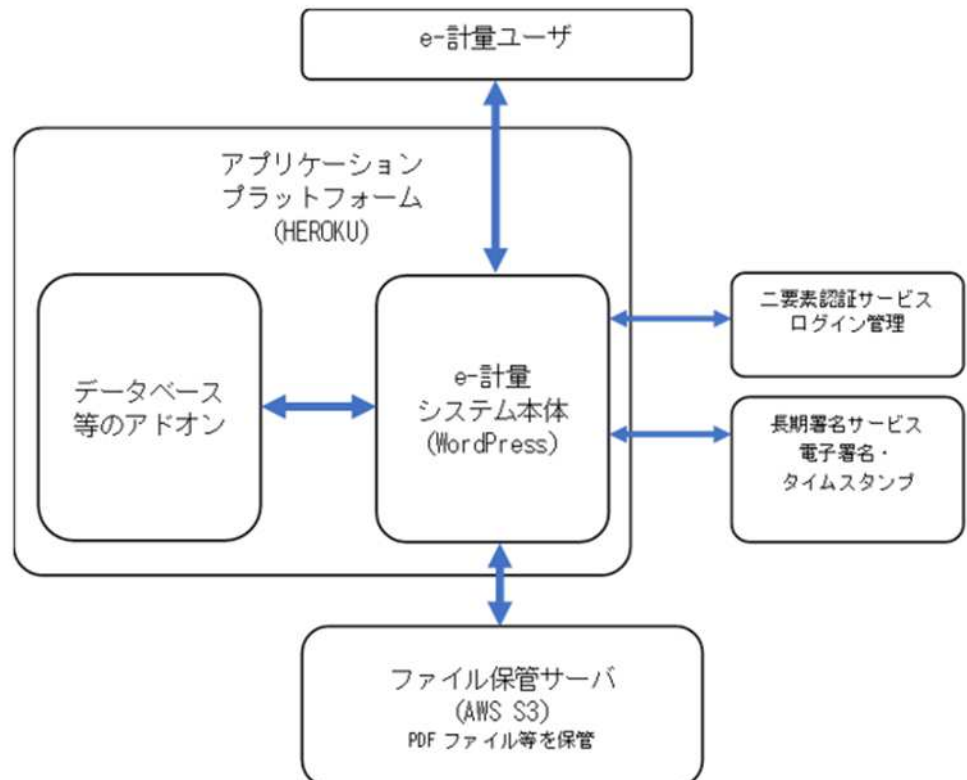 e-計量ユーザ
アプリケーション
プラットフォーム
(HEROKU)
データベース
等のアドオン
e-計量
システム本体
(WordPress)
二要素認証サービス
ログイン管理
長期署名サービス
電子署名・
タイムスタンプ
ファイル保管サーバ
(AWS S3)
PDF ファイル等を保管